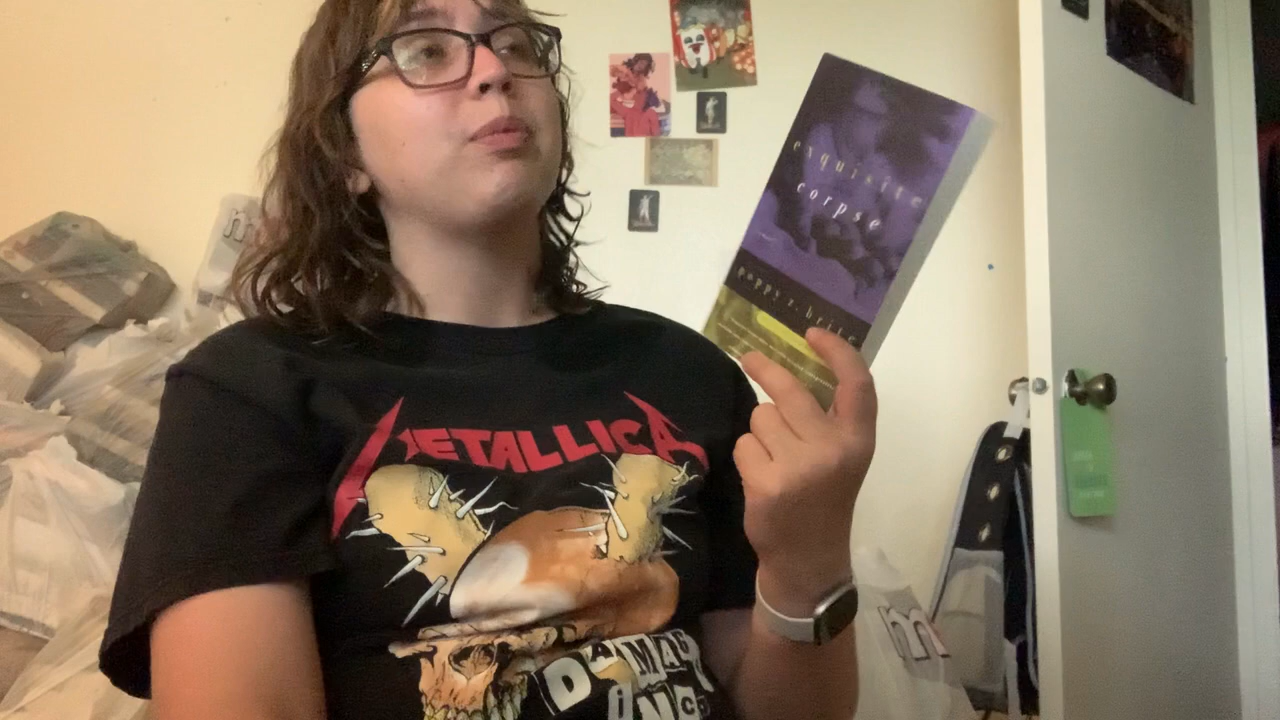 exquisite
corpse
poppy z. brite
METALLICA
DAMAGE
INC
m
m